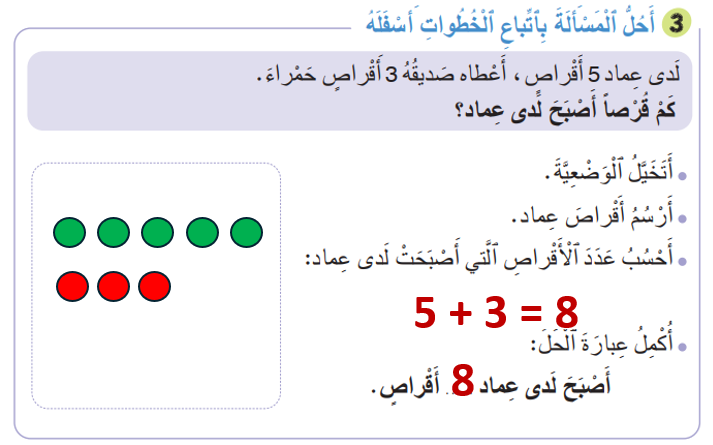 3 أَحُلُّ ٱلْمَسْأَلَةَ بِٱتِّباعِ ٱلْخُطُواتِ أَسْفَلَهُ
لَدى عِماد 5 أَقْراصٍ، أَعْطاه صَديقُهُ 3 أَقْراصٍ حَمْراءَ.
كَمْ قُرْصاً أَصْبَحَ لَدى عِماد؟
• أَتَخَيَّلُ ٱلْوَضْعِيَّةَ.
• أَرْسُمُ أَقْراصَ عِماد.
• أَحْسُبُ عَدَدَ ٱلْأَقْراصِ ٱلَّتي أَصْبَحَتْ لَدى عِماد:
5 + 3 = 8
• أُكْمِلُ عِبارَةَ ٱلْحَلَ:
أَصْبَحَ لَدى عِماد 8 أَقْراصٍ.